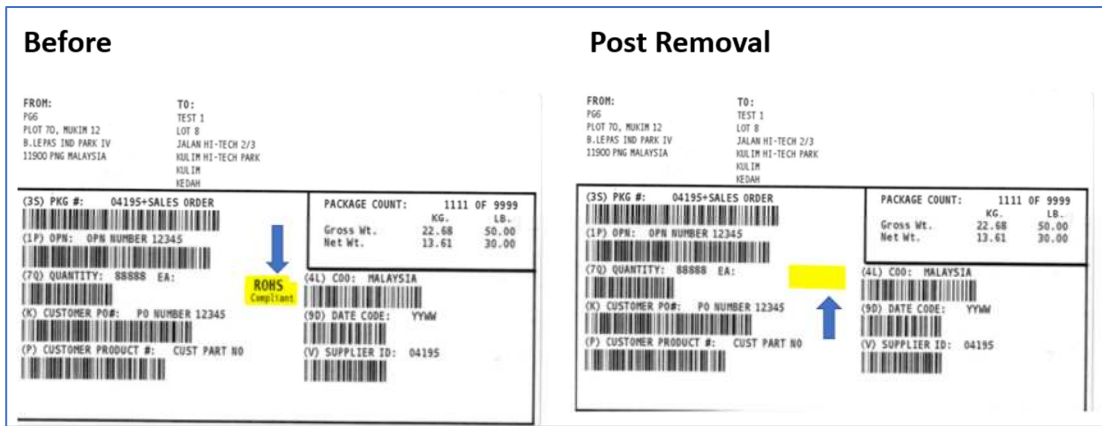 Before
FROM:
PG6
PLOT 70, MUKIM 12
B.LEPAS IND PARK IV
11900 PNG MALAYSIA
TO:
TEST 1
LOT 8
JALAN HI-TECH 2/3
KULIM HI-TECH PARK
KULIM
KEDAH
(3S) PKG #: 04195+SALES ORDER
(1P) OPN: OPN NUMBER 12345
(7Q) QUANTITY: 88888 EA:
ROHS
Compliant
(K) CUSTOMER PO#: PO NUMBER 12345
(P) CUSTOMER PRODUCT #: CUST PART NO
PACKAGE COUNT: 1111 OF 9999
KG. LB.
Gross Wt. 22.68 50.00
Net Wt. 13.61 30.00
(4L) COO: MALAYSIA
(9D) DATE CODE: YYWW
(V) SUPPLIER ID: 04195
Post Removal
FROM:
PG6
PLOT 70, MUKIM 12
B.LEPAS IND PARK IV
11900 PNG MALAYSIA
TO:
TEST 1
LOT 8
JALAN HI-TECH 2/3
KULIM HI-TECH PARK
KULIM
KEDAH
(3S) PKG #: 04195+SALES ORDER
(1P) OPN: OPN NUMBER 12345
(7Q) QUANTITY: 88888 EA:
(K) CUSTOMER PO#: PO NUMBER 12345
(P) CUSTOMER PRODUCT #: CUST PART NO
PACKAGE COUNT: 1111 OF 9999
KG. LB.
Gross Wt. 22.68 50.00
Net Wt. 13.61 30.00
(4L) COO: MALAYSIA
(9D) DATE CODE: YYWW
(V) SUPPLIER ID: 04195